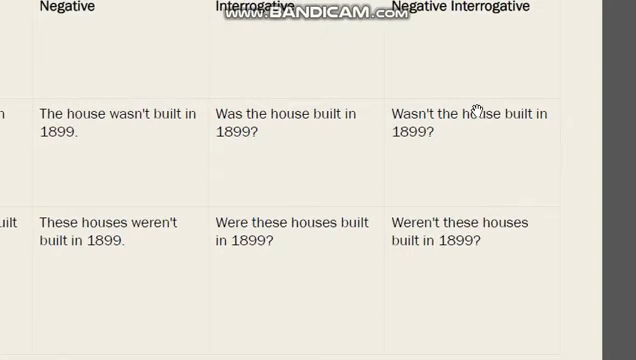 Negative
Interrogative
Negative Interrogative
www.BANDICAM.com
The house wasn't built in
1899.
Was the house built in
1899?
Wasn't the house built in
1899?
These houses weren't
built in 1899.
Were these houses built
in 1899?
Weren't these houses
built in 1899?